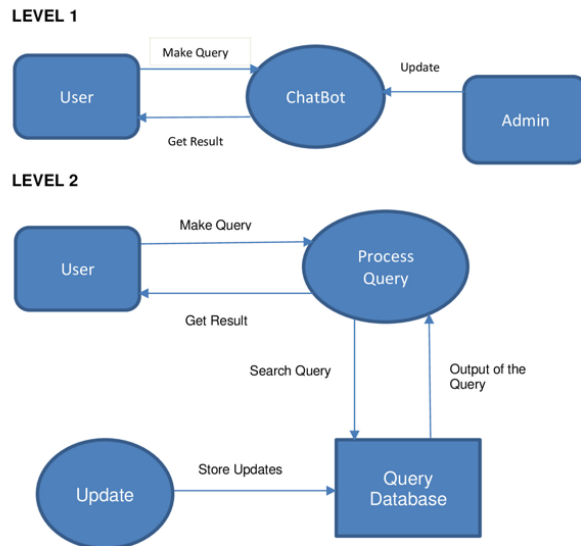 LEVEL 1
Make Query
User
ChatBot
Update
Admin
Get Result
LEVEL 2
Make Query
User
Process
Query
Get Result
Search Query
Output of the
Query
Store Updates
Update
Query
Database